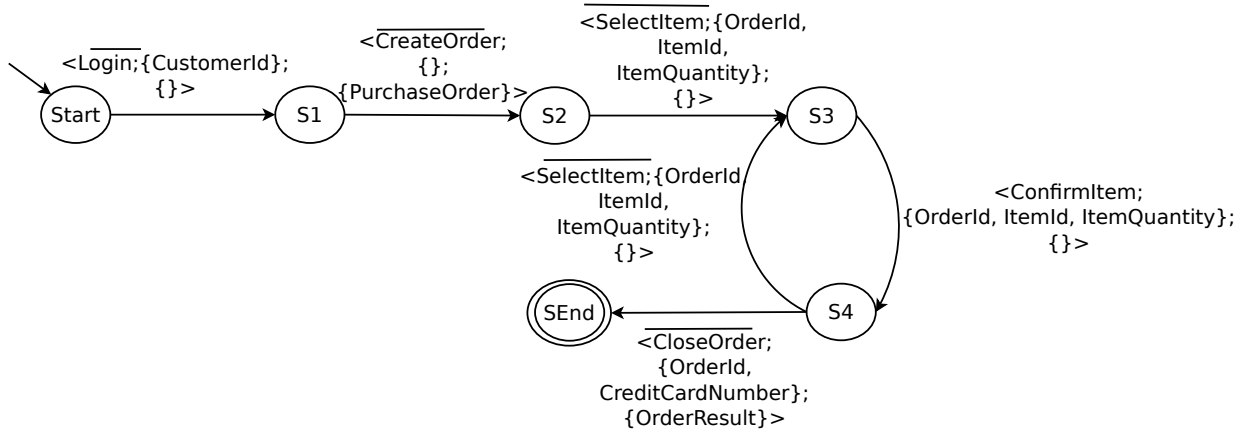 <Login;{CustomerId};
{}>
<CreateOrder;
{};
{PurchaseOrder}>
<SelectItem;{OrderId,
ItemId,
ItemQuantity};
{}>
Start
S1
S2
S3
<SelectItem;{OrderId,
ItemId,
ItemQuantity};
{}>
<ConfirmItem;
{OrderId, ItemId, ItemQuantity};
{}>
SEnd
S4
<CloseOrder;
{OrderId,
CreditCardNumber};
{OrderResult}>